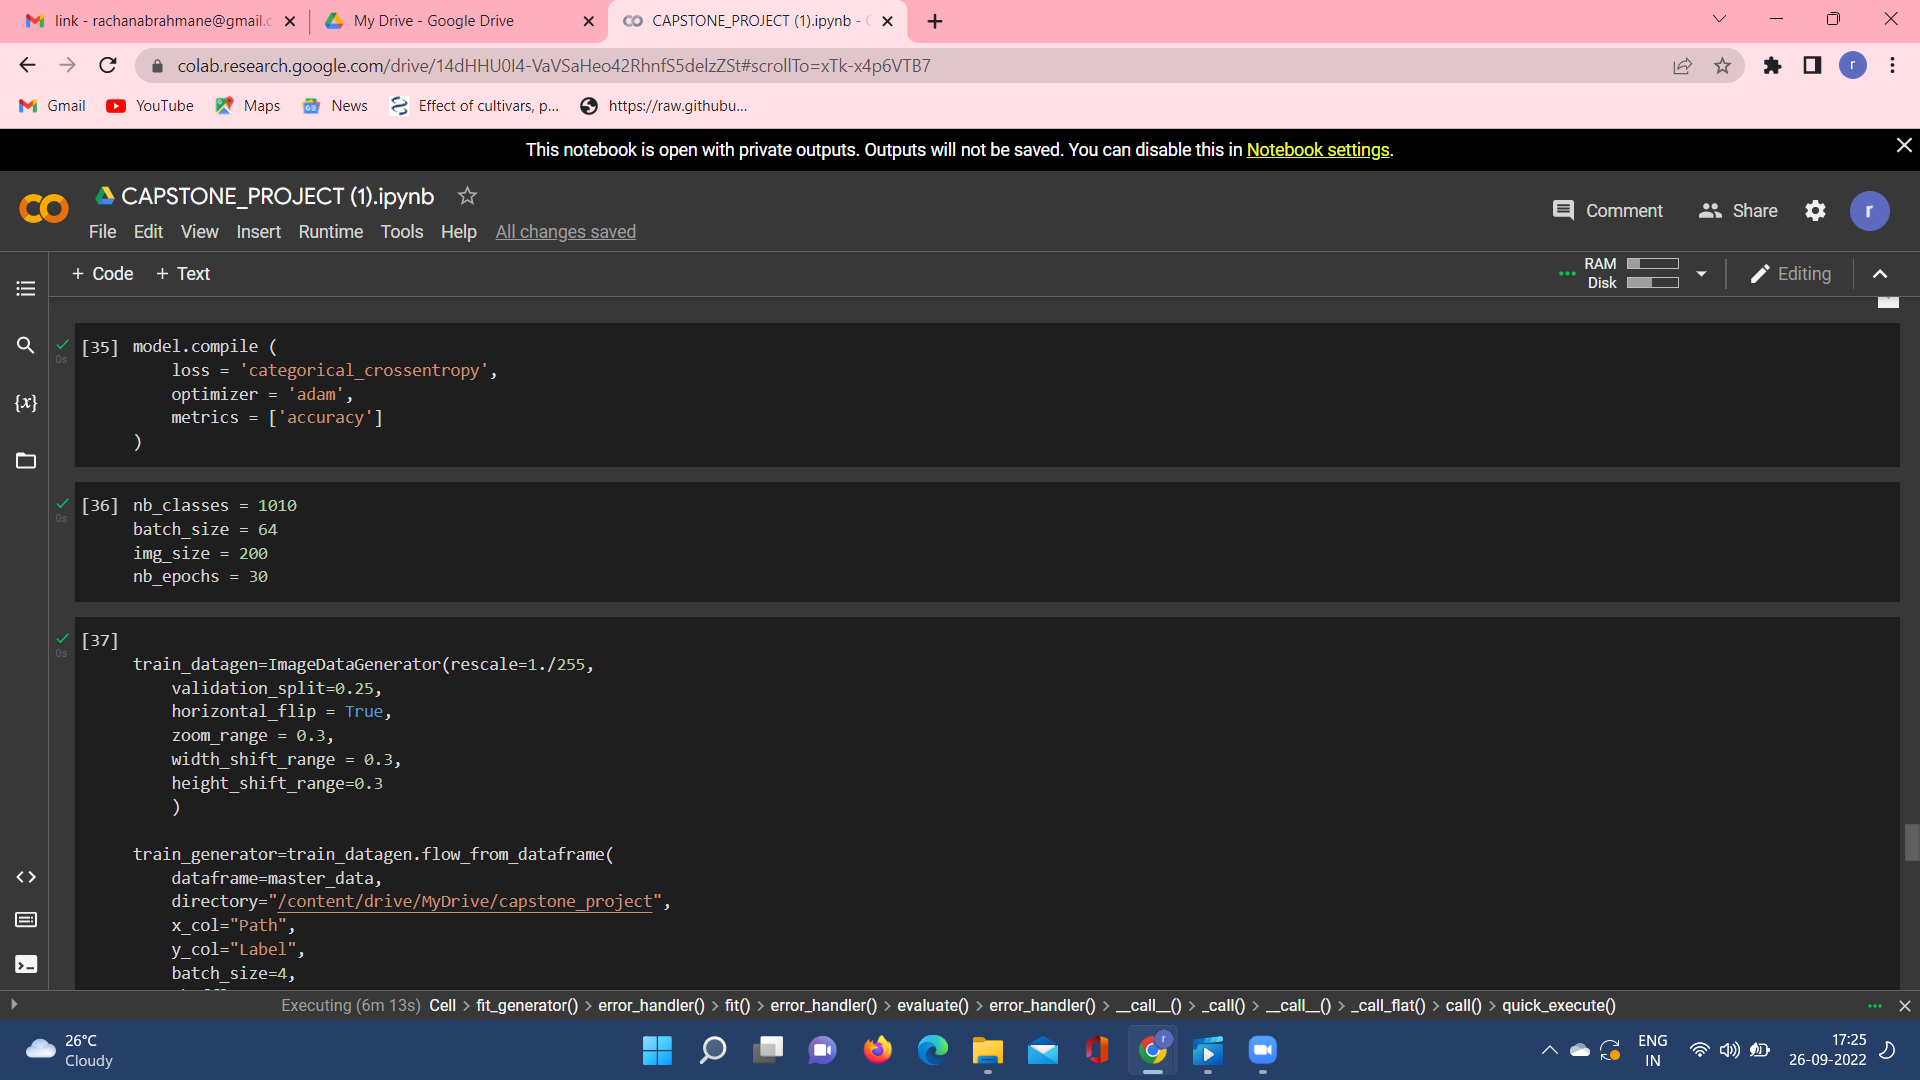 link - rachanabrahmane@gmail.c
My Drive - Google Drive
CAPSTONE_PROJECT (1).ipynb -
colab.research.google.com/drive/14dHHU0I4-VaVSaHeo42RhnfS5delzZSt#scrollTo=xTk-x4p6VTB7
r
Gmail
YouTube
Maps
News
Effect of cultivars, p...
https://raw.githubu...
This notebook is open with private outputs. Outputs will not be saved. You can disable this in Notebook settings.
CAPSTONE_PROJECT (1).ipynb
Comment
Share
r
File Edit View Insert Runtime Tools Help All changes saved
+ Code + Text
RAM
Disk
Editing
{x}
0s
[35] model.compile (
loss = 'categorical_crossentropy',
optimizer = 'adam',
metrics = ['accuracy']
)
0s
[36] nb_classes = 1010
batch_size = 64
img_size = 200
nb_epochs = 30
0s
[37]
train_datagen=ImageDataGenerator(rescale=1./255,
validation_split=0.25,
horizontal_flip = True,
zoom_range = 0.3,
width_shift_range = 0.3,
height_shift_range=0.3
)
train_generator=train_datagen.flow_from_dataframe(
dataframe=master_data,
directory="/content/drive/MyDrive/capstone_project",
x_col="Path",
y_col="Label",
batch_size=4,
Executing (6m 13s) Cell > fit_generator() > error_handler() > fit() > error_handler() > evaluate() > error_handler() > __call__() > _call() > __call__() > _call_flat() > call() > quick_execute()
26°C
Cloudy
r
ENG
IN
17:25
26-09-2022